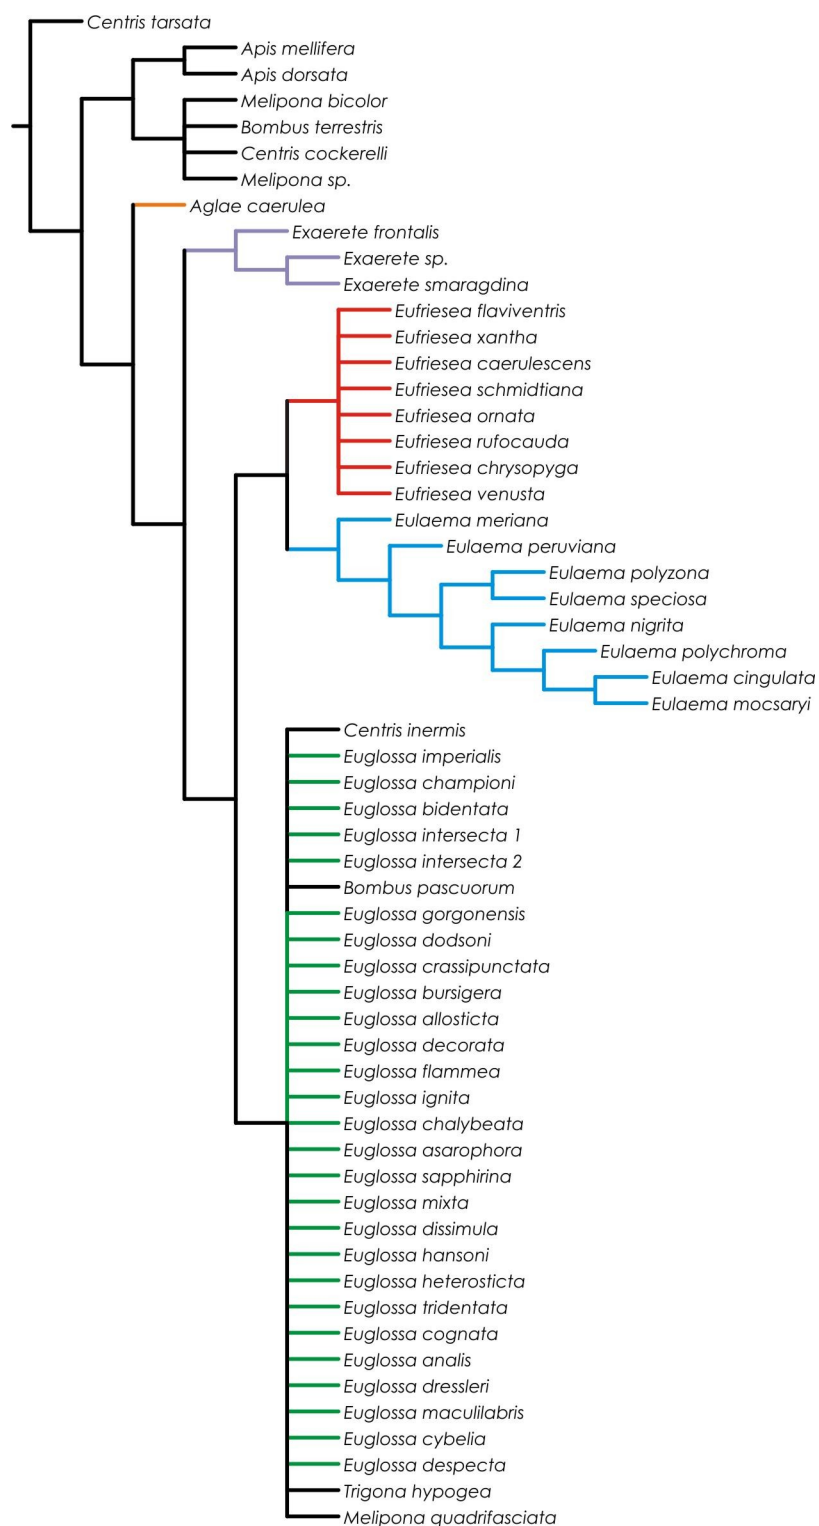 Centris tarsata
Apis mellifera
Apis dorsata
Melipona bicolor
Bombus terrestris
Centris cockerelli
Melipona sp.
Aglae caerulea
Exaerete frontalis
Exaerete sp.
Exaerete smaragdina
Eufriesea flaviventris
Eufriesea xantha
Eufriesea caerulescens
Eufriesea schmidtiana
Eufriesea ornata
Eufriesea rufocauda
Eufriesea chrysopyga
Eufriesea venusta
Eulaema meriana
Eulaema peruviana
Eulaema polyzona
Eulaema speciosa
Eulaema nigrita
Eulaema polychroma
Eulaema cingulata
Eulaema mocsaryi
Centris inermis
Euglossa imperialis
Euglossa championi
Euglossa bidentata
Euglossa intersecta 1
Euglossa intersecta 2
Bombus pascuorum
Euglossa gorgonensis
Euglossa dodsoni
Euglossa crassipunctata
Euglossa bursigera
Euglossa allosticta
Euglossa decorata
Euglossa flammea
Euglossa ignita
Euglossa chalybeata
Euglossa asarophora
Euglossa sapphirina
Euglossa mixta
Euglossa dissimula
Euglossa hansoni
Euglossa heterosticta
Euglossa tridentata
Euglossa cognata
Euglossa analis
Euglossa dressleri
Euglossa maculilabris
Euglossa cybelia
Euglossa despecta
Trigona hypogea
Melipona quadrifasciata